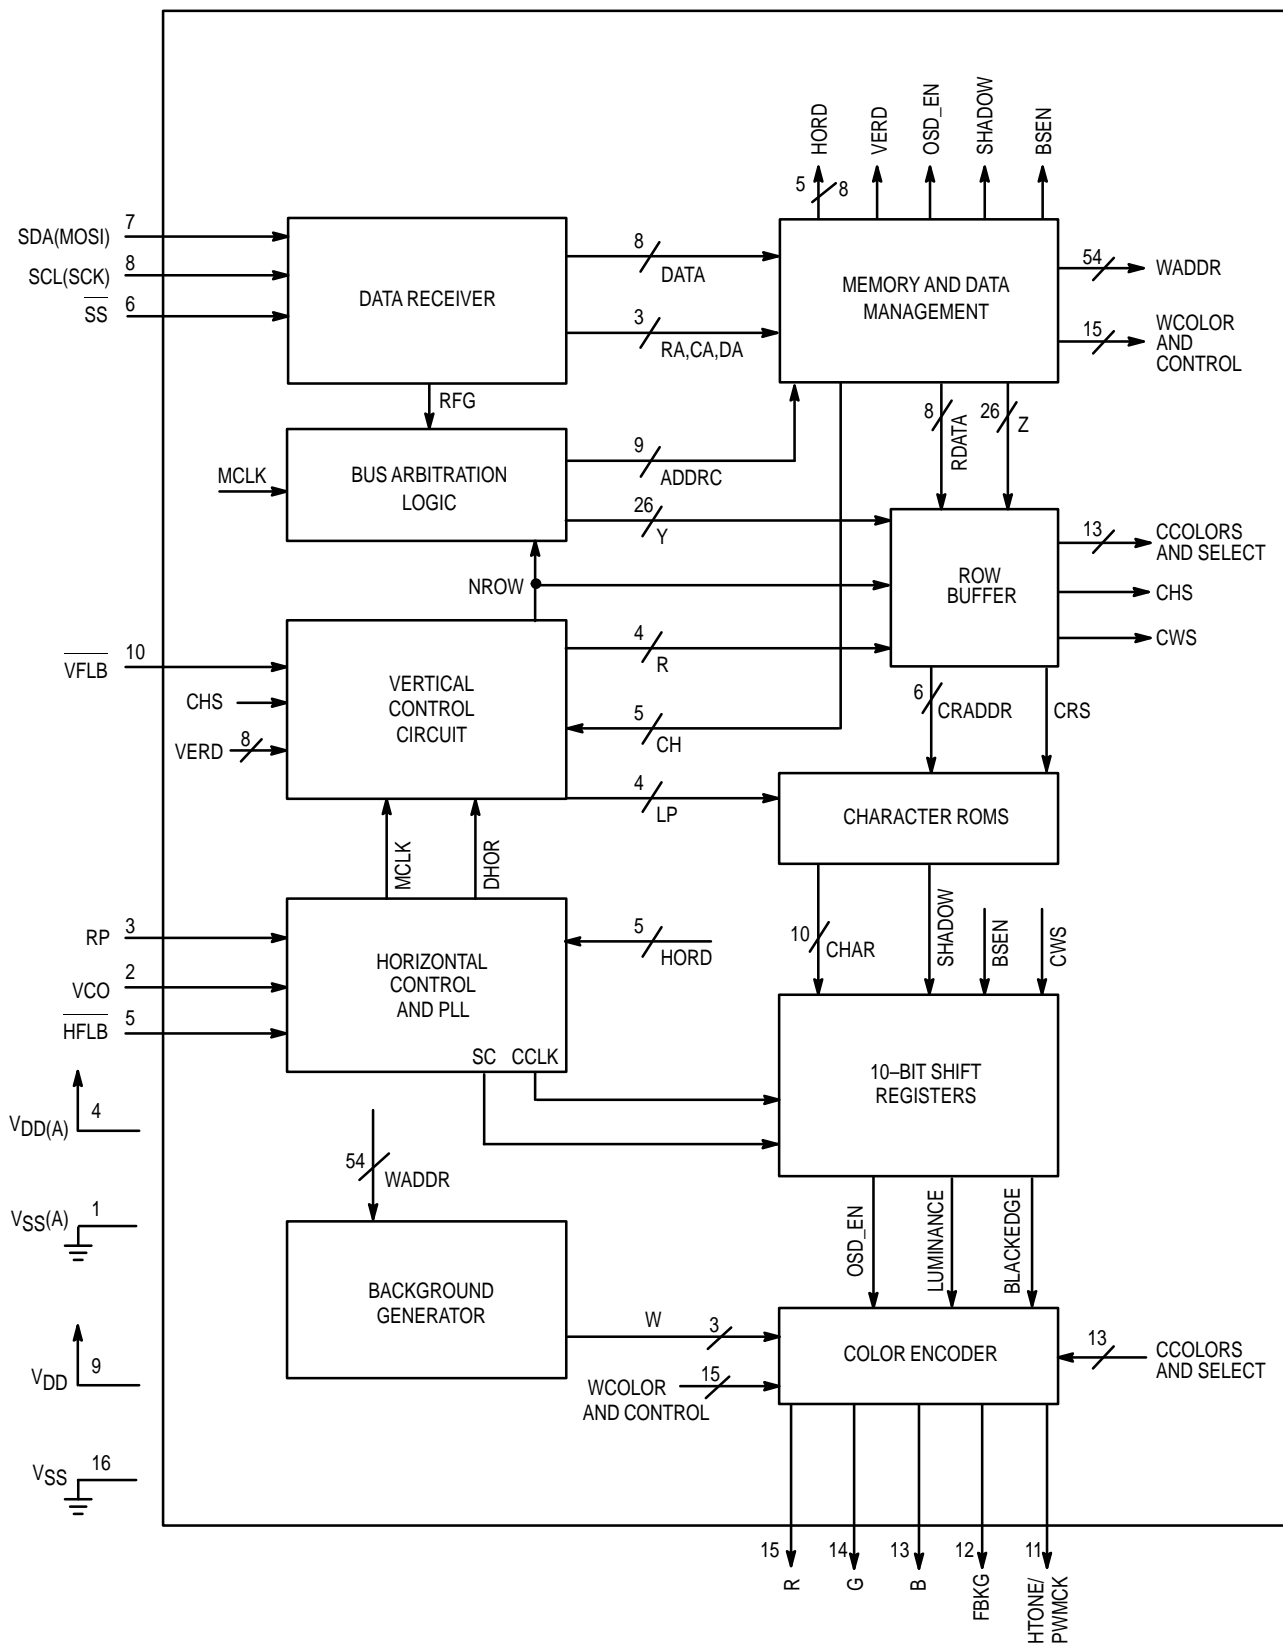 HORD
VERD
OSD_EN
SHADOW
BSEN
5
8
SDA(MOSI)
7
SCL(SCK)
8
SS
6
DATA RECEIVER
8
DATA
3
RA,CA,DA
MEMORY AND DATA
MANAGEMENT
54
WADDR
15
WCOLOR
AND
CONTROL
RFG
MCLK
BUS ARBITRATION
LOGIC
9
ADDRC
26
Y
8
RDATA
26
Z
NROW
ROW
BUFFER
13
CCOLORS
AND SELECT
CHS
CWS
VFLB
10
CHS
VERD
8
VERTICAL
CONTROL
CIRCUIT
4
R
5
CH
4
LP
6
CRADDR
CRS
CHARACTER ROMS
MCLK
DHOR
RP
3
VCO
2
HFLB
5
HORIZONTAL
CONTROL
AND PLL
SC
CCLK
5
HORD
10
CHAR
SHADOW
BSEN
CWS
10–BIT SHIFT
REGISTERS
VDD(A)
4
VSS(A)
1
VDD
9
VSS
16
54
WADDR
BACKGROUND
GENERATOR
W
3
WCOLOR
AND CONTROL
15
OSD_EN
LUMINANCE
BLACKEDGE
COLOR ENCODER
13
CCOLORS
AND SELECT
15
R
14
G
13
B
12
FBKG
11
HTONE/
PWMCK